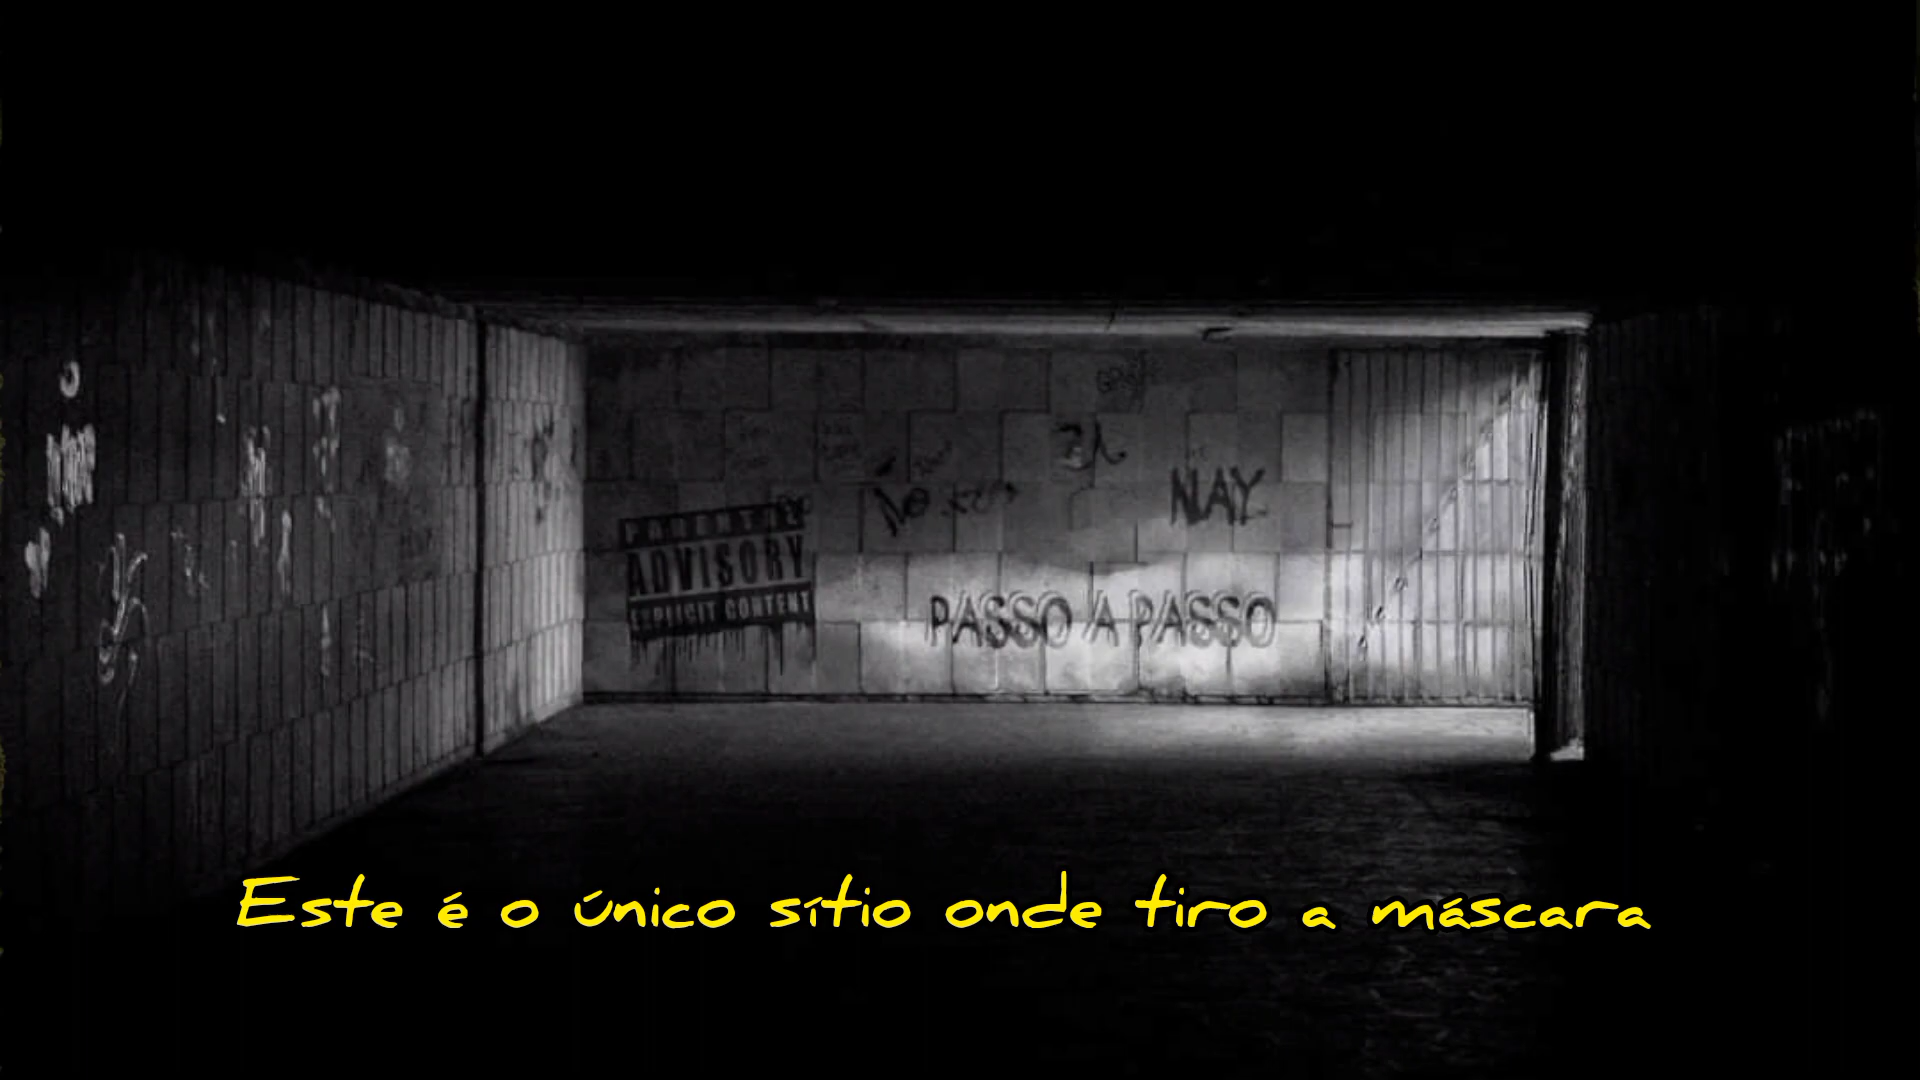 NAY
PARENTAL
ADVISORY
EXPLICIT CONTENT
PASSO A PASSO
Este é o único sítio onde tiro a máscara